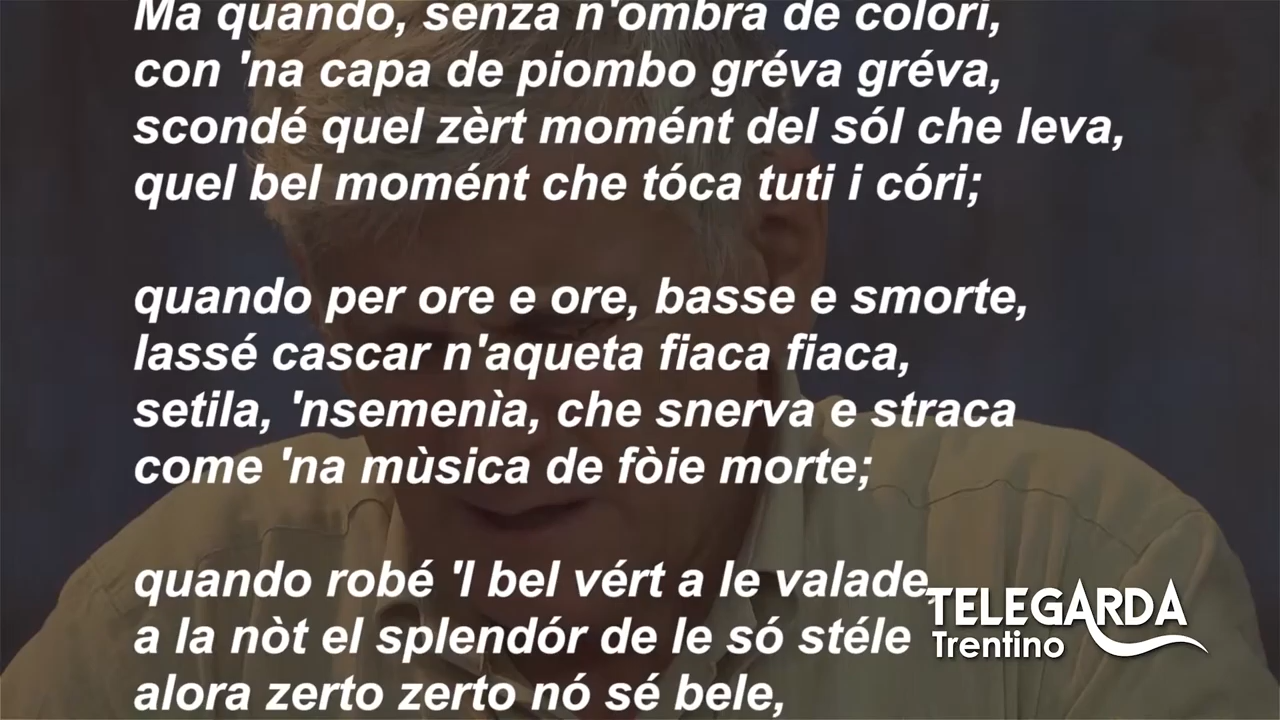 Ma quando, senza n'ombra de colori,
con 'na capa de piombo gréva gréva,
scondé quel zèrt momént del sól che leva,
quel bel momént che tóca tuti i córi;
quando per ore e ore, basse e smorte,
lassé cascar n'aqueta fiaca fiaca,
setila, 'nsemenìa, che snerva e straca
come 'na mùsica de fòie morte;
quando robé 'l bel vért a le valade,
a la nòt el splendór de le só stéle
alora zerto zerto nó sé bele,
TELEGARDA
Trentino